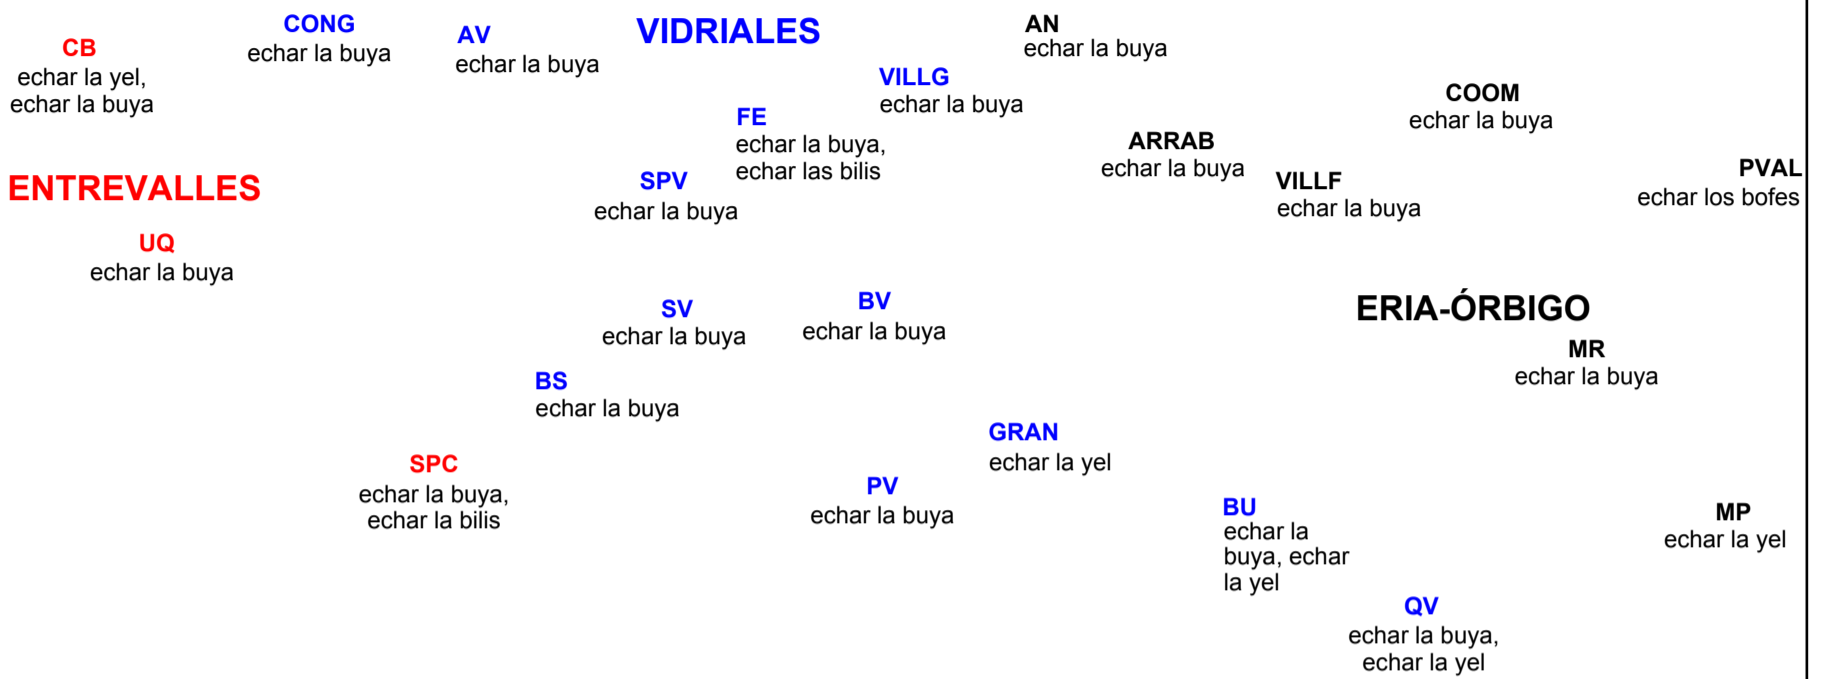 CONG
echar la buya
AV
echar la buya
VIDRIALES
AN
echar la buya
CB
echar la yel,
echar la buya
VILLG
echar la buya
COOM
echar la buya
FE
echar la buya,
echar las bilis
ARRAB
echar la buya
PVAL
echar los bofes
ENTREVALLES
SPV
echar la buya
VILLF
echar la buya
UQ
echar la buya
SV
echar la buya
BV
echar la buya
ERIA-ÓRBIGO
MR
echar la buya
BS
echar la buya
GRAN
echar la yel
SPC
echar la buya,
echar la bilis
PV
echar la buya
BU
echar la
buya, echar
la yel
MP
echar la yel
QV
echar la buya,
echar la yel